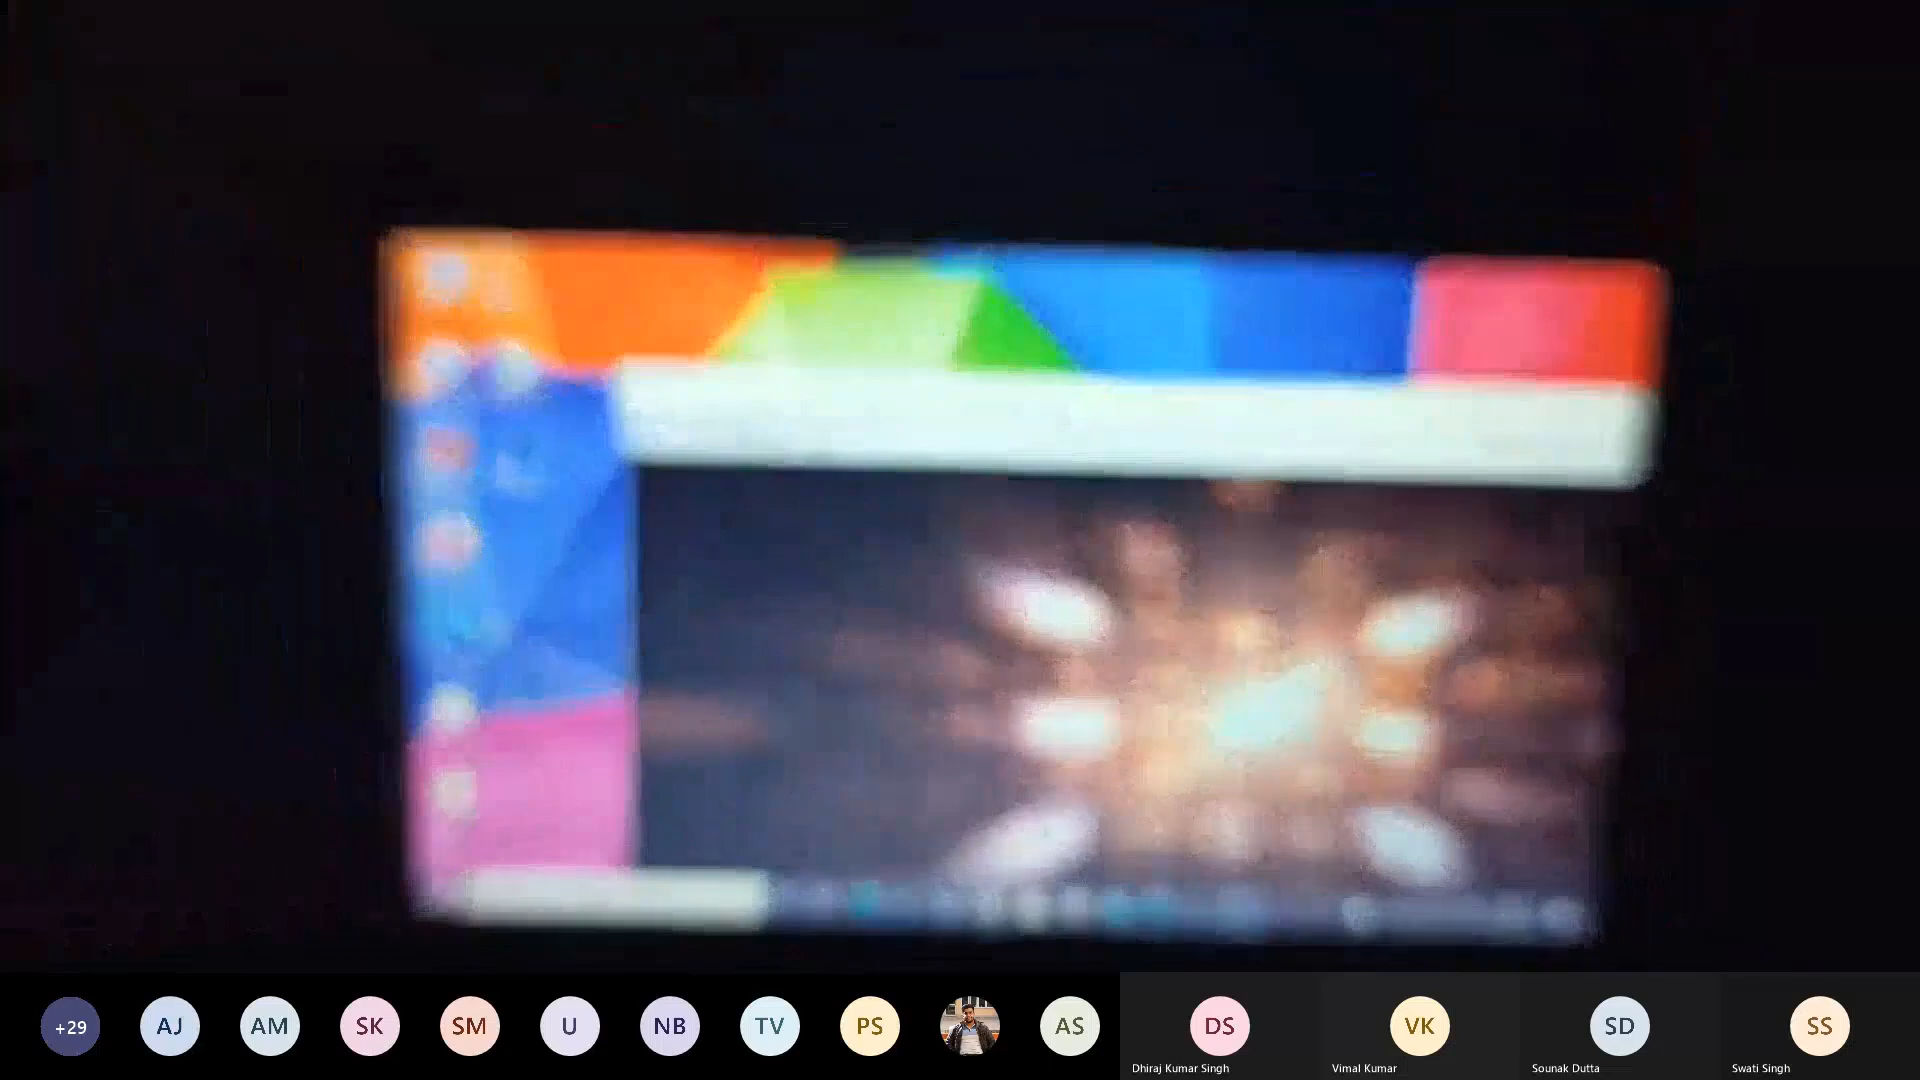 +29
AJ
AM
SK
SM
U
NB
TV
PS
AS
DS
VK
SD
SS
Dhiraj Kumar Singh
Vimal Kumar
Sounak Dutta
Swati Singh